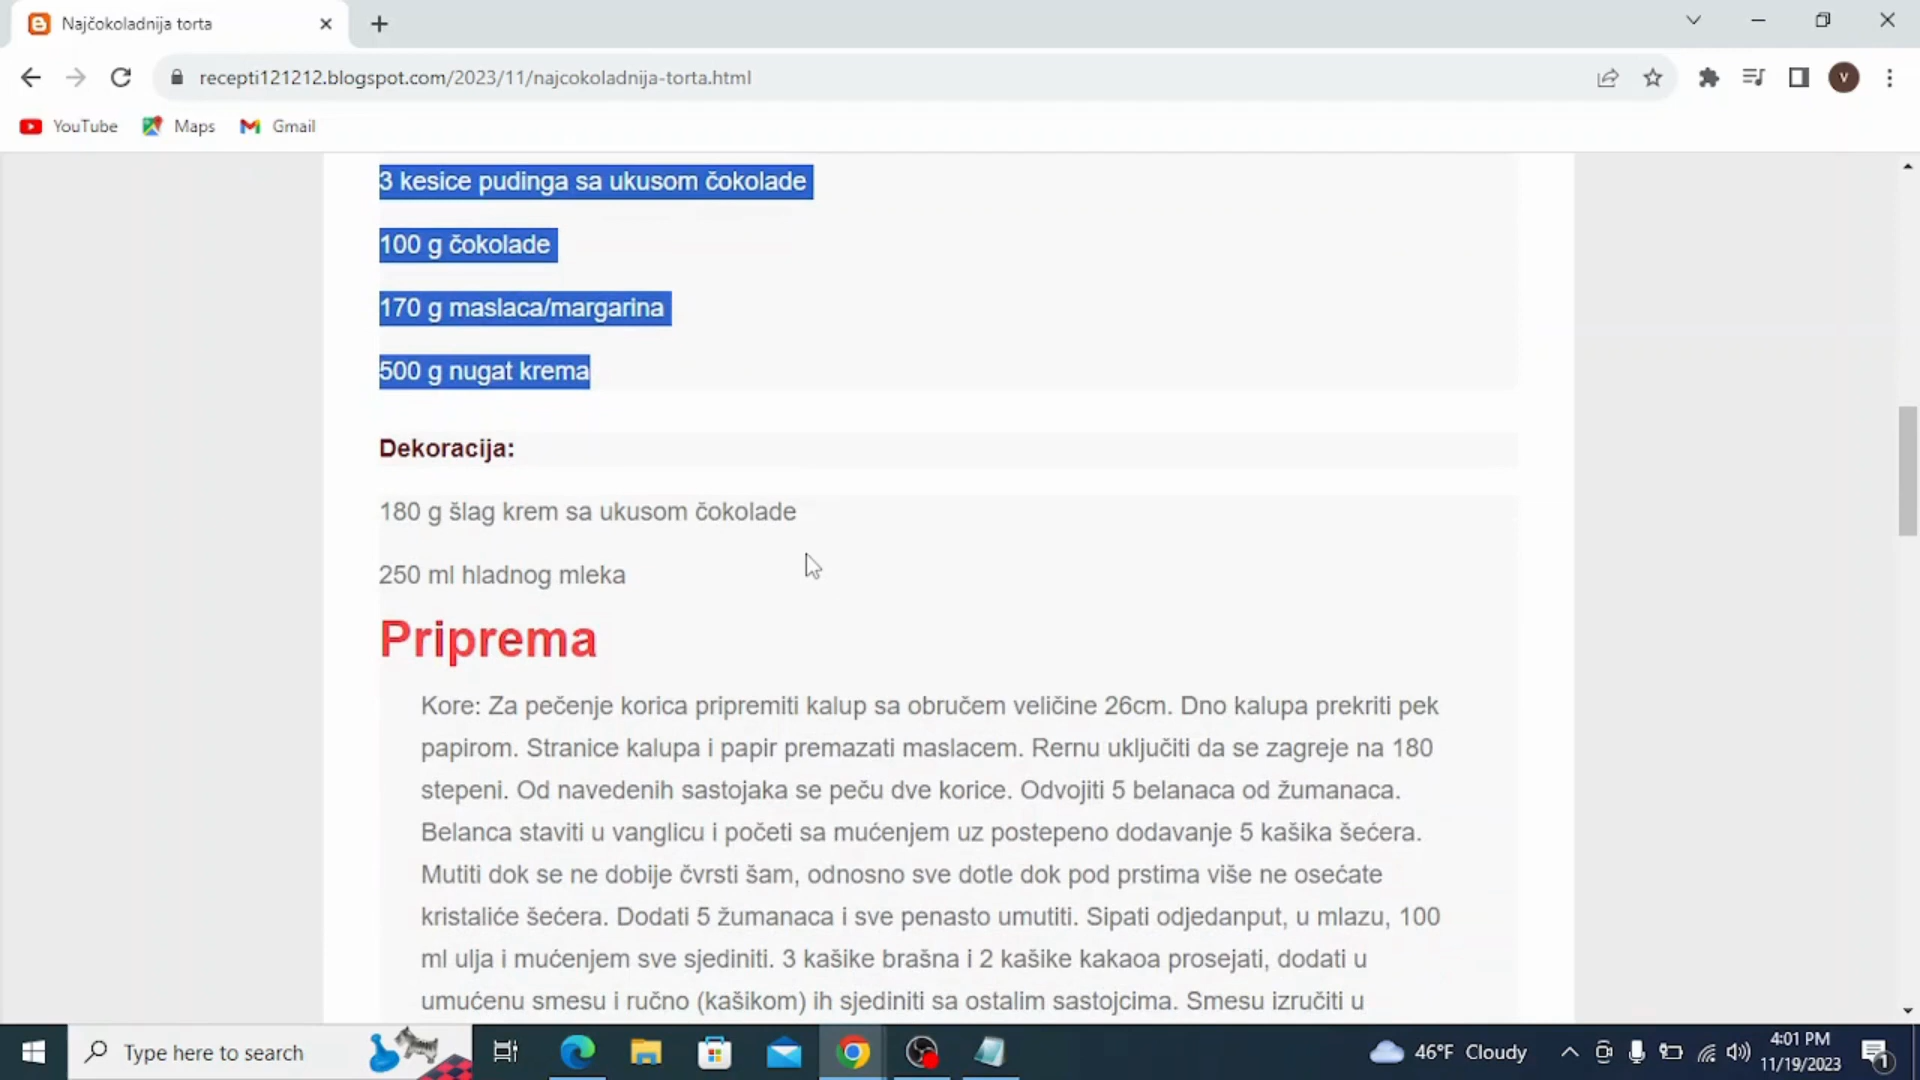 Najčokoladnija torta
recepti121212.blogspot.com/2023/11/najcokoladnija-torta.html
V
YouTube Maps Gmail
3 kesice pudinga sa ukusom čokolade
100 g čokolade
170 g maslaca/margarina
500 g nugat krema
Dekoracija:
180 g šlag krem sa ukusom čokolade
250 ml hladnog mleka
Priprema
Kore: Za pečenje korica pripremiti kalup sa obručem veličine 26cm. Dno kalupa prekriti pek
papirom. Stranice kalupa i papir premazati maslacem. Rernu uključiti da se zagreje na 180
stepeni. Od navedenih sastojaka se peču dve korice. Odvojiti 5 belanaca od žumanaca.
Belanca staviti u vanglicu i početi sa mućenjem uz postepeno dodavanje 5 kašika šećera.
Mutiti dok se ne dobije čvrsti šam, odnosno sve dotle dok pod prstima više ne osećate
kristaliće šećera. Dodati 5 žumanaca i sve penasto umutiti. Sipati odjedanput, u mlazu, 100
ml ulja i mućenjem sve sjediniti. 3 kašike brašna i 2 kašike kakaoa prosejati, dodati u
umućenu smesu i ručno (kašikom) ih sjediniti sa ostalim sastojcima. Smesu izručiti u
Type here to search
46°F Cloudy
4:01 PM
11/19/2023
1